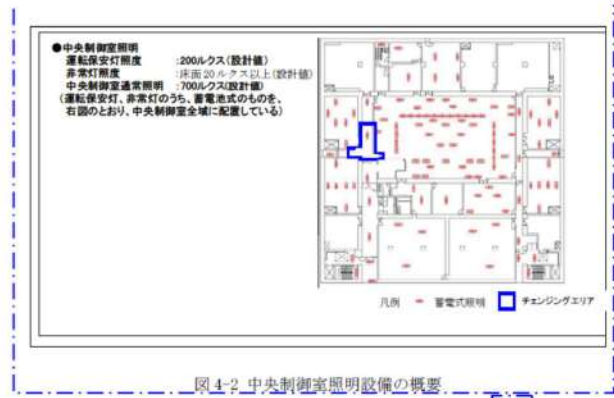 ●中央制御室照明
運転保安灯照度 :200ルクス(設計値)
非常灯照度 :床面20ルクス以上(設計値)
中央制御室通常照明 :700ルクス(設計値)
(運転保安灯、非常灯のうち、蓄電池式のものを、
右図のとおり、中央制御室全域に配置している)
凡例 蓄電式照明 チェンジングエリア
図 4-2 中央制御室照明設備の概要